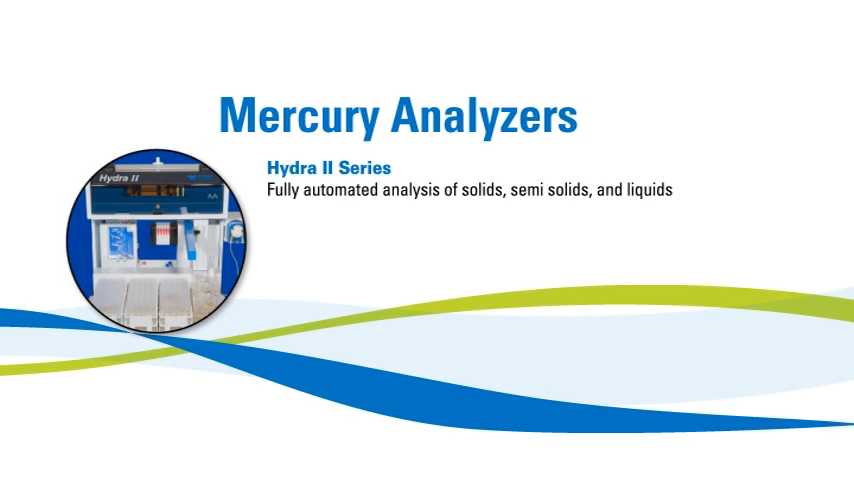 Mercury Analyzers
Hydra II Series
Fully automated analysis of solids, semi solids, and liquids
Hydra II
AA